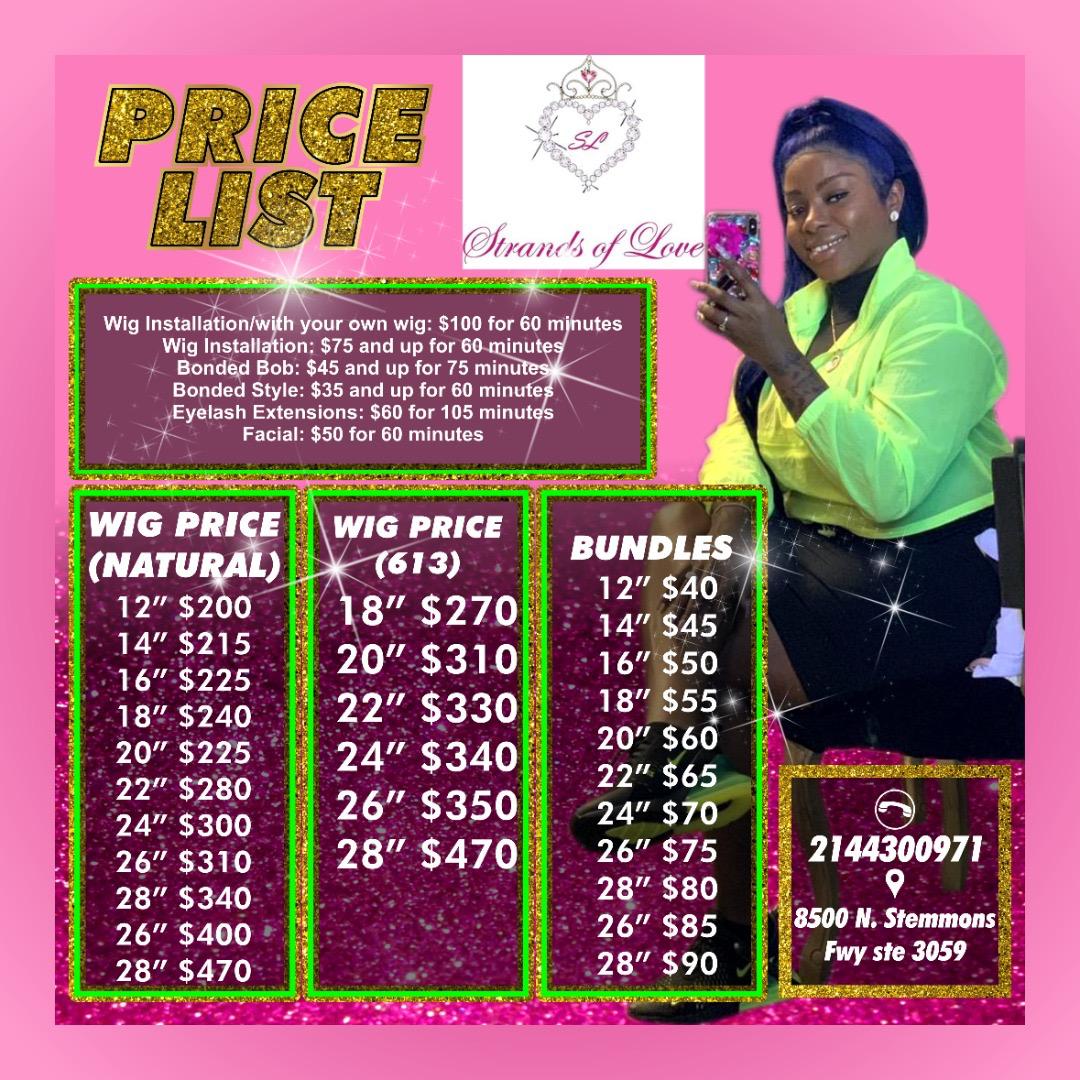 PRICE
LIST
SL
Strands of Love
Wig Installation/with your own wig: $100 for 60 minutes
Wig Installation: $75 and up for 60 minutes
Bonded Bob: $45 and up for 75 minutes
Bonded Style: $35 and up for 60 minutes
Eyelash Extensions: $60 for 105 minutes
Facial: $50 for 60 minutes
WIG PRICE
(NATURAL)
12” $200
14” $215
16” $225
18” $240
20” $225
22” $280
24” $300
26” $310
28” $340
26” $400
28” $470
WIG PRICE
(613)
18” $270
20” $310
22” $330
24” $340
26” $350
28” $470
BUNDLES
12” $40
14” $45
16” $50
18” $55
20” $60
22” $65
24” $70
26” $75
28” $80
26” $85
28” $90
2144300971
8500 N. Stemmons
Fwy ste 3059